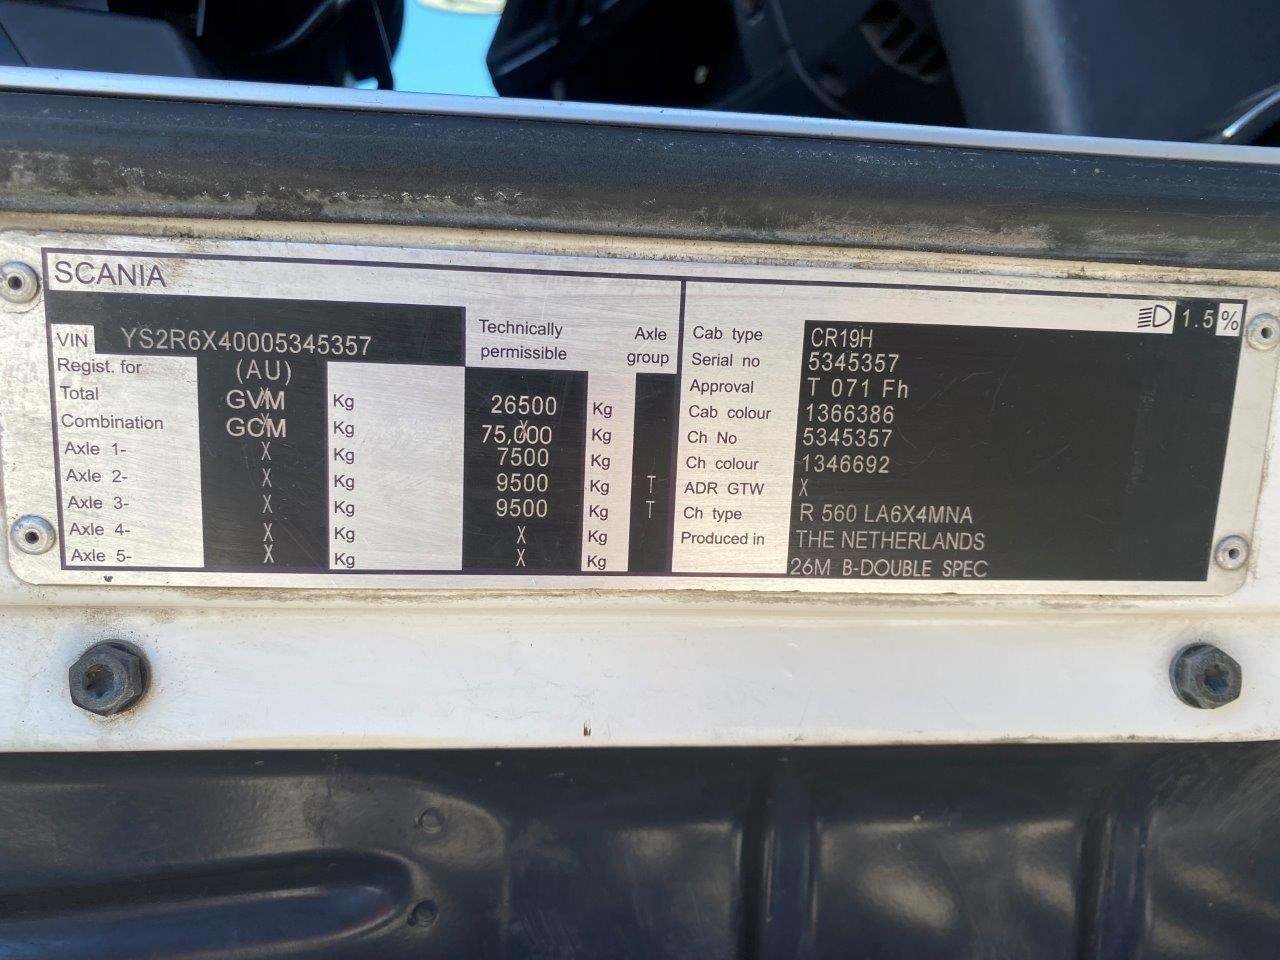 SCANIA
1.5 %
VIN YS2R6X40005345357
Technically permissible
Axle group
Regist. for (AU)
Total GVM Kg 26500 Kg
Combination GCM Kg 75,000 Kg
Axle 1- X Kg 7500 Kg
Axle 2- X Kg 9500 Kg T
Axle 3- X Kg 9500 Kg T
Axle 4- X Kg X Kg
Axle 5- X Kg X Kg
Cab type CR19H
Serial no 5345357
Approval T 071 Fh
Cab colour 1366386
Ch No 5345357
Ch colour 1346692
ADR GTW X
Ch type R 560 LA6X4MNA
Produced in THE NETHERLANDS
26M B-DOUBLE SPEC